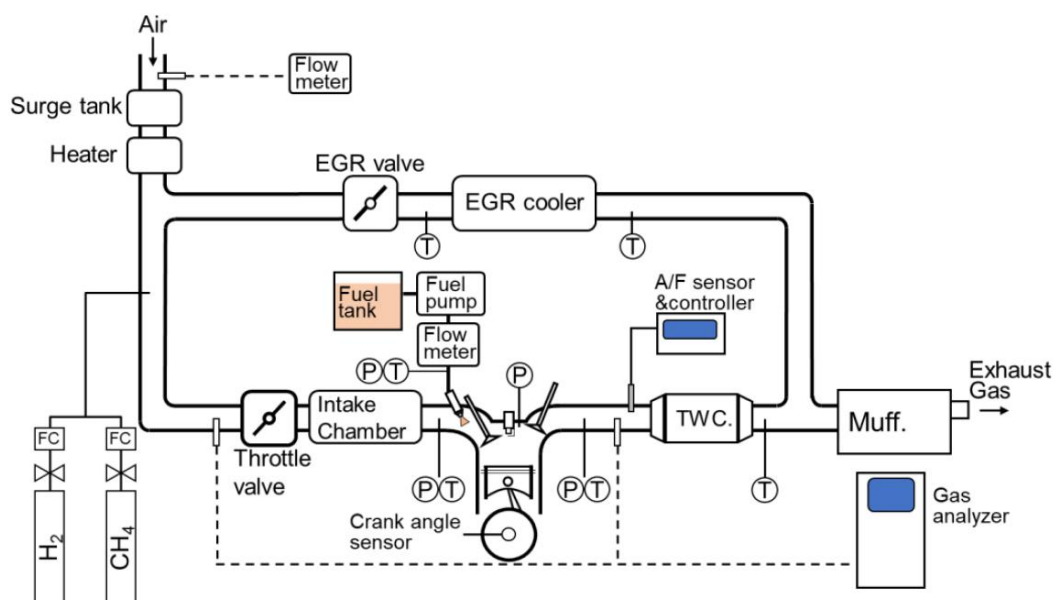 Air
Flow
meter
Surge tank
Heater
EGR valve
EGR cooler
T
T
Fuel
tank
Fuel
pump
Flow
meter
A/F sensor
&controller
P T
P
Exhaust
Gas
Intake
Chamber
TWC.
Muff.
FC
FC
Throttle
valve
P T
P T
T
Gas
analyzer
Crank angle
sensor
H2
CH4